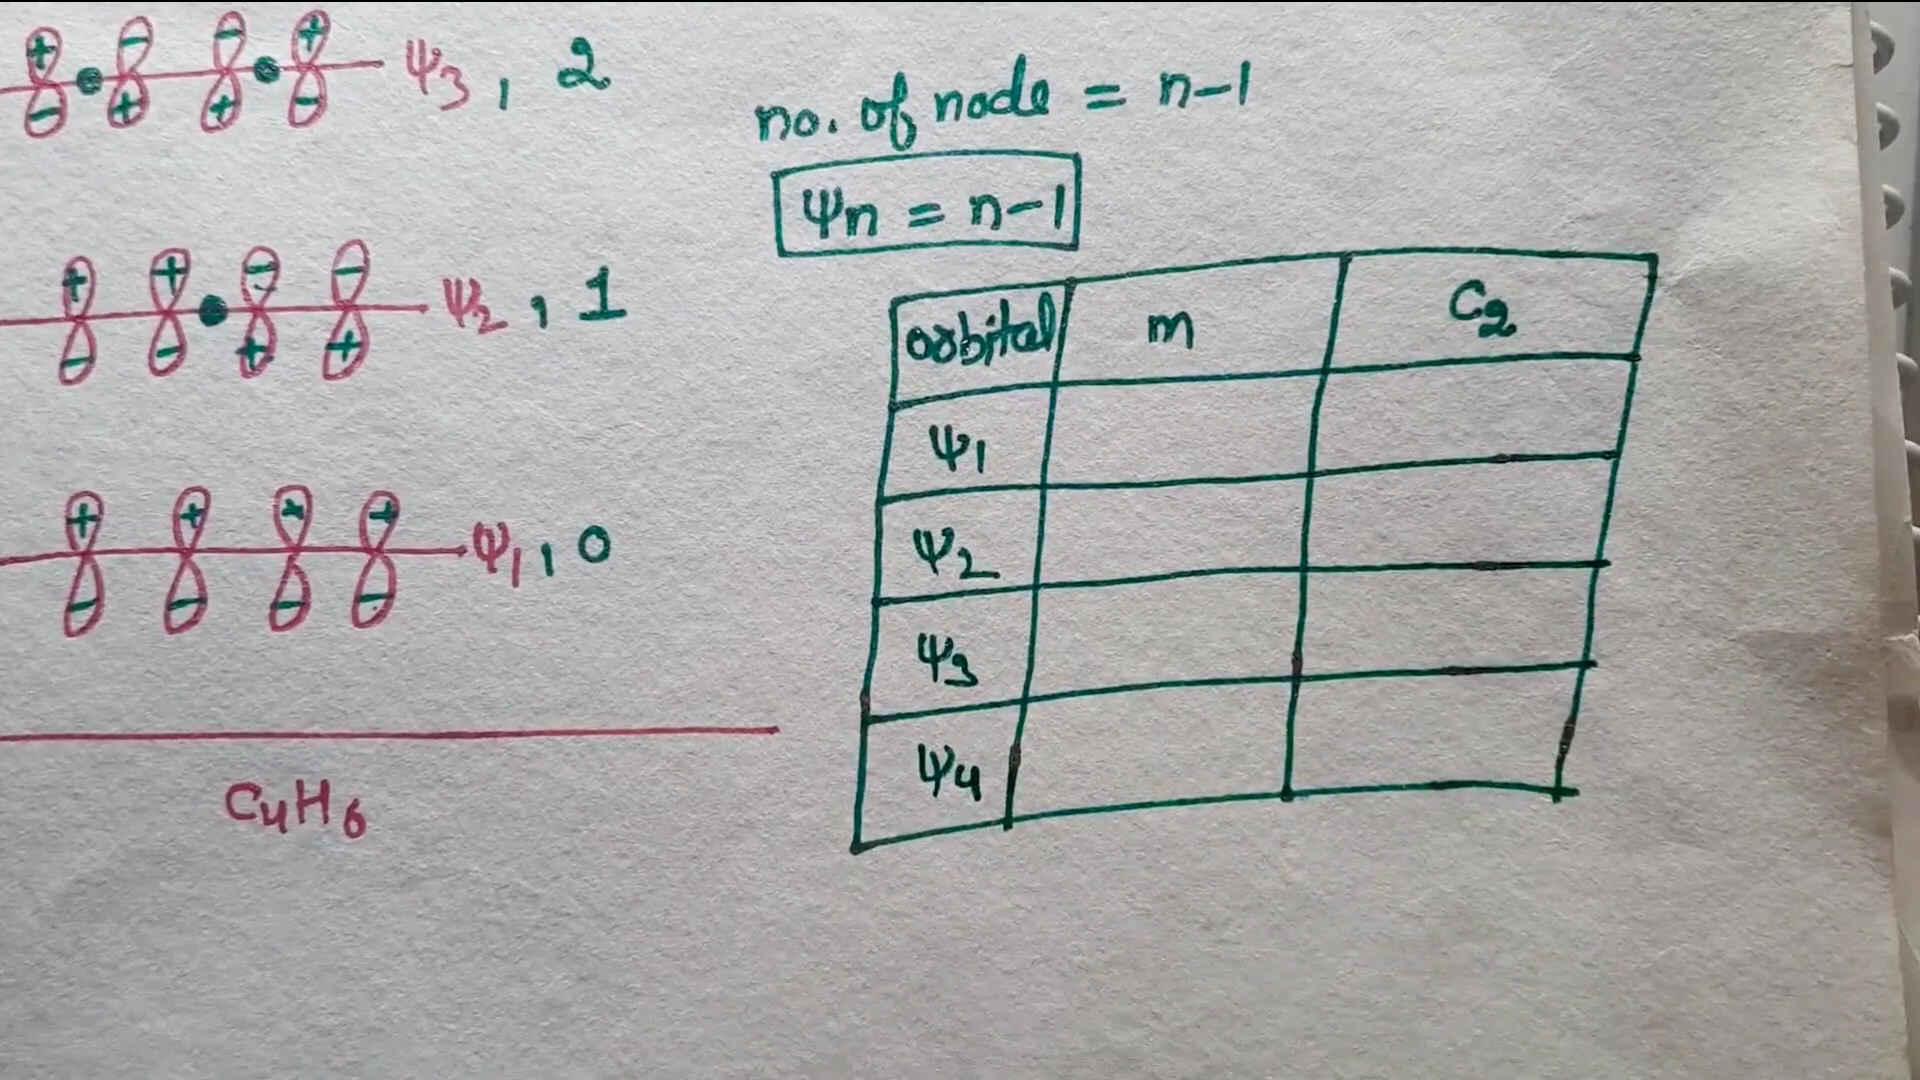 + - - + ψ3, 2
- + + -
no. of node = n-1
ψn = n-1
+ + - - ψ2, 1
- - + +
orbital m C2
ψ1
ψ2
ψ3
ψ4
+ + + + ψ1, 0
- - - -
C4H6